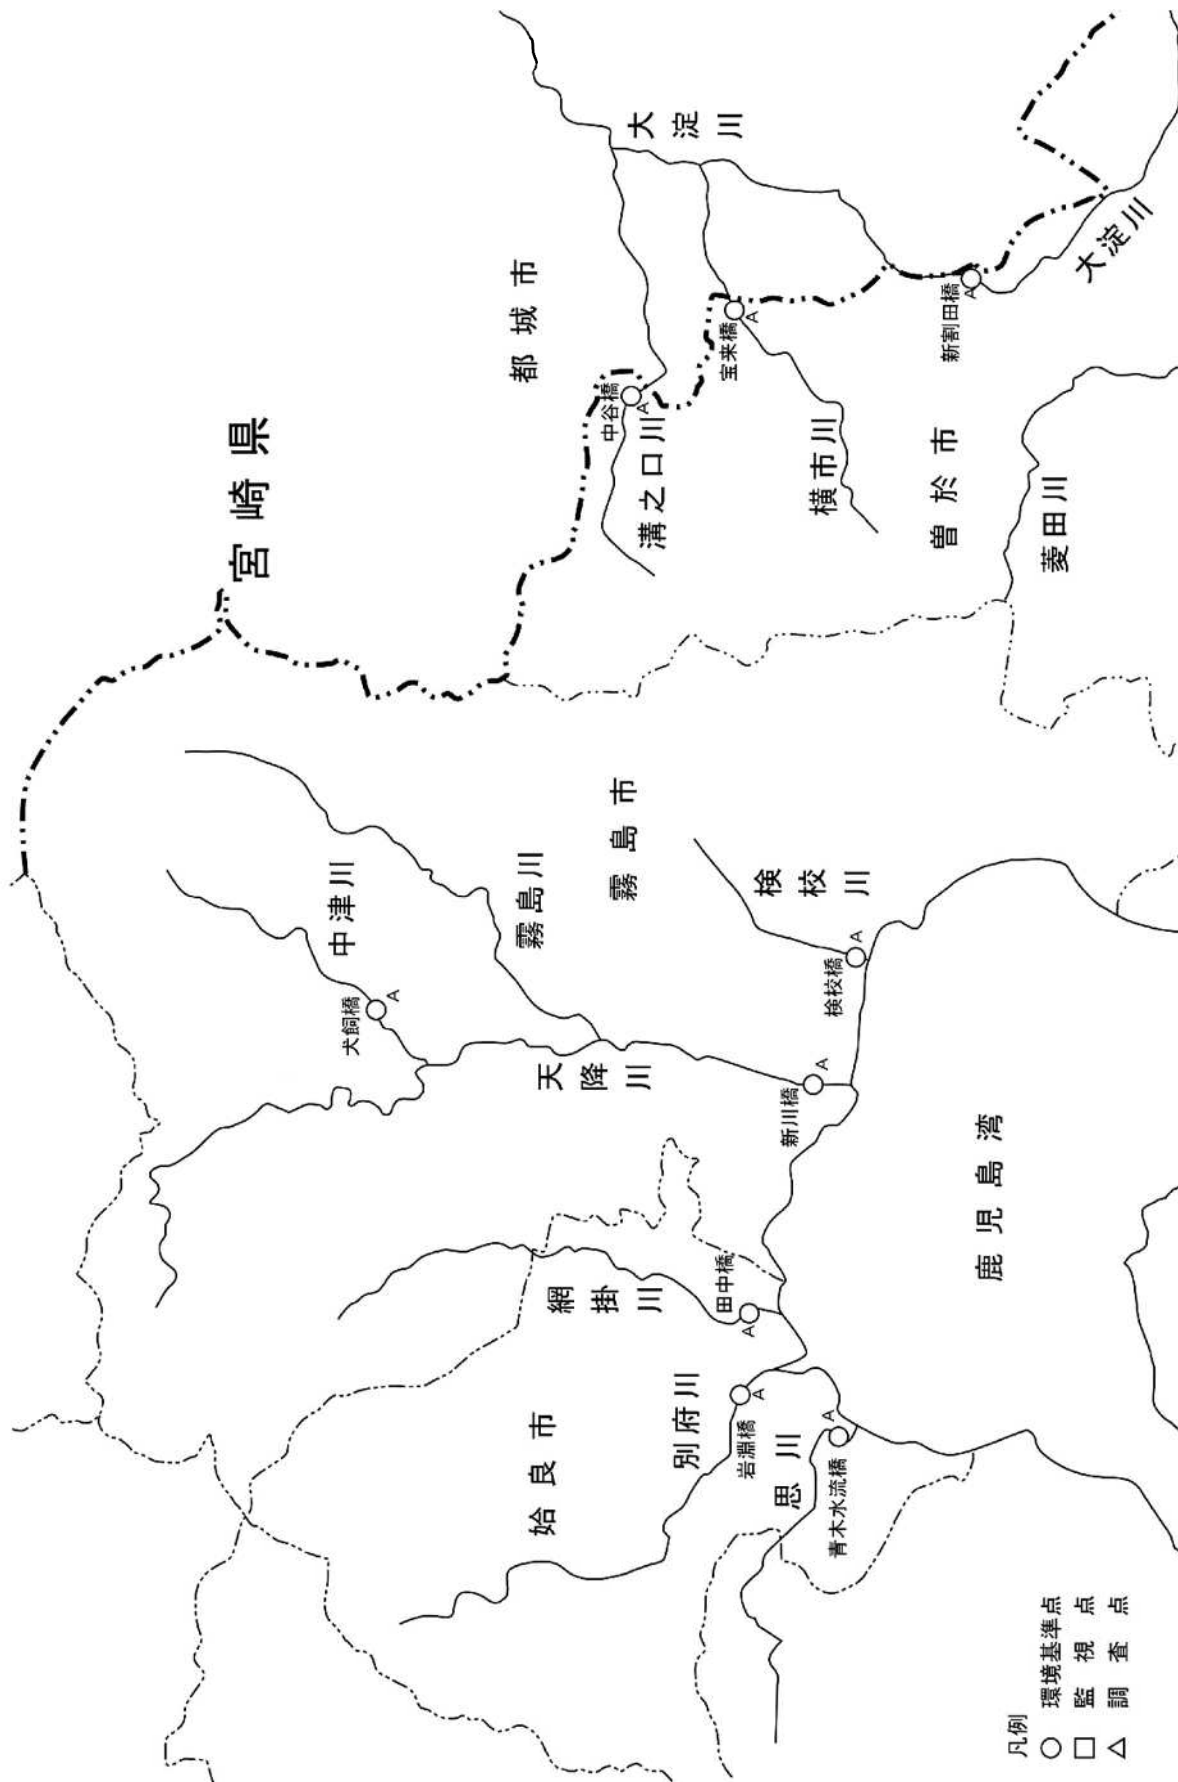 宮崎県
都城市
大淀川
中谷橋
A
溝之口川
宝来橋
A
横市川
新割田橋
A
大淀川
曽於市
菱田川
中津川
犬飼橋
A
霧島川
霧島市
天降川
検校川
検校橋
A
新川橋
A
網掛川
田中橋
A
姶良市
別府川
岩淵橋
A
思川
青木水流橋
A
鹿児島湾
凡例
○ 環境基準点
□ 監視点
△ 調査点